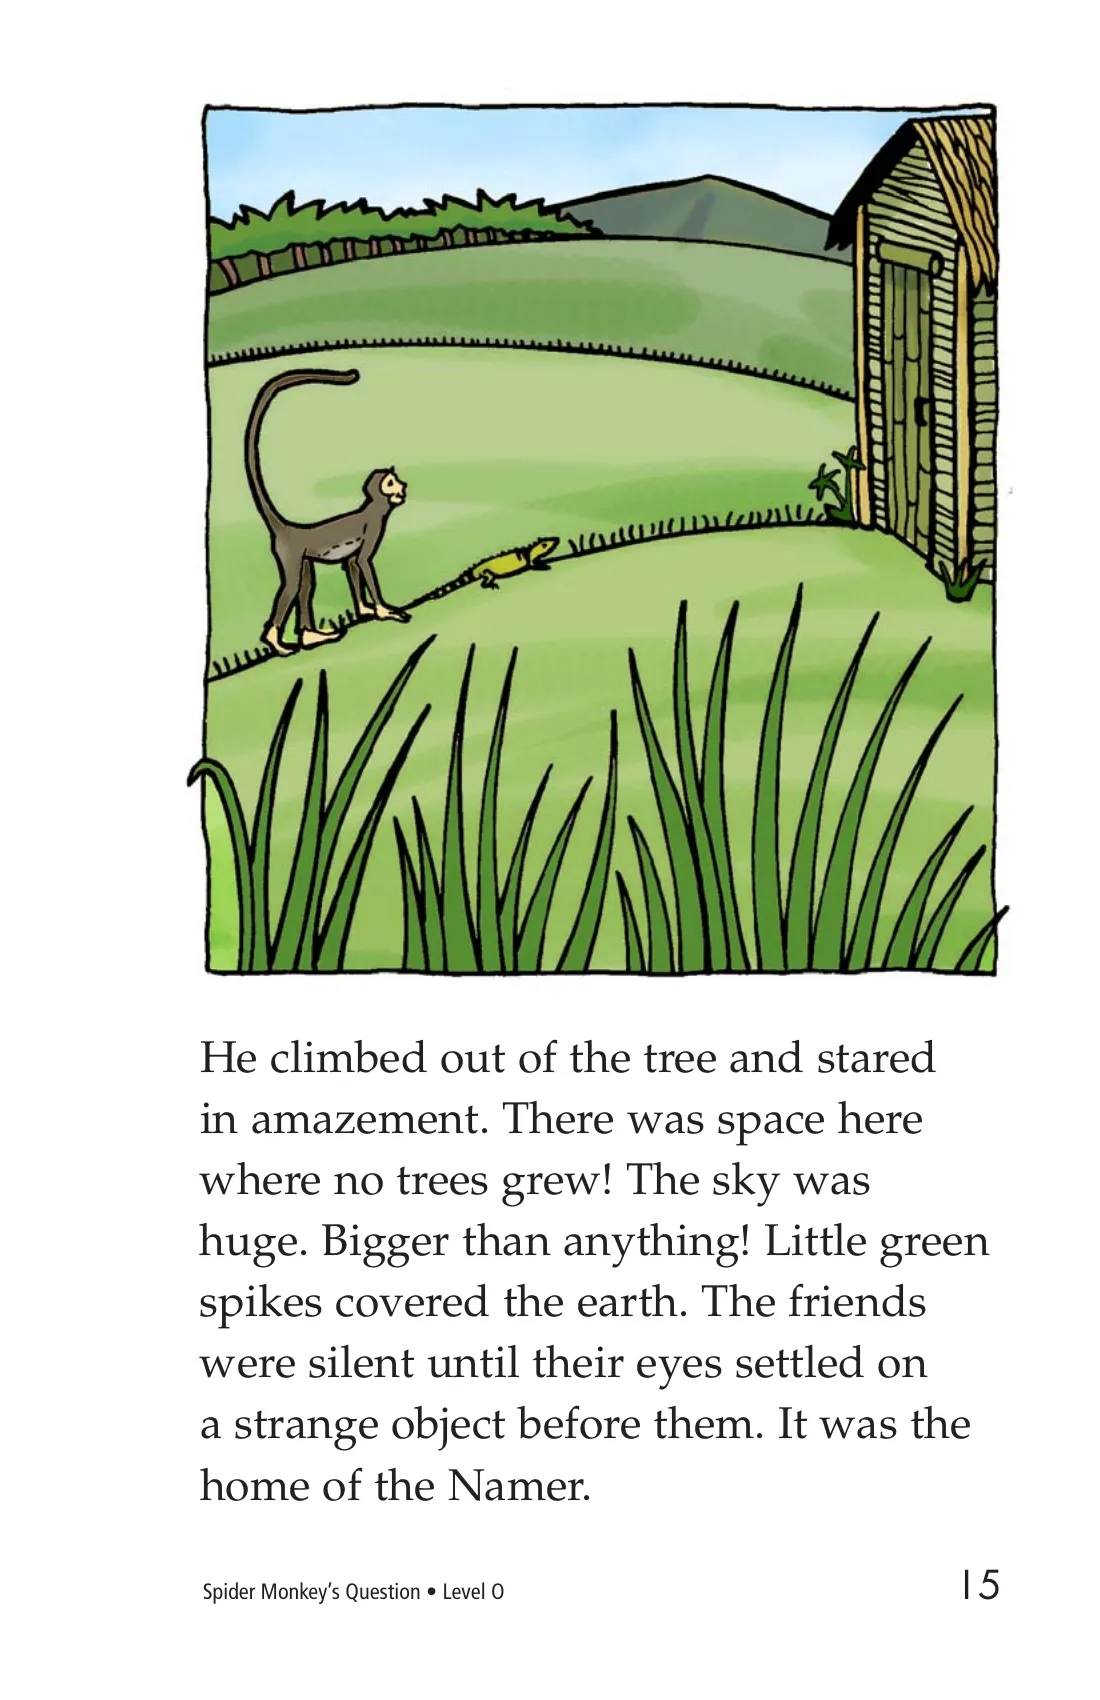 He climbed out of the tree and stared
in amazement. There was space here
where no trees grew! The sky was
huge. Bigger than anything! Little green
spikes covered the earth. The friends
were silent until their eyes settled on
a strange object before them. It was the
home of the Namer.
Spider Monkey’s Question • Level O
15